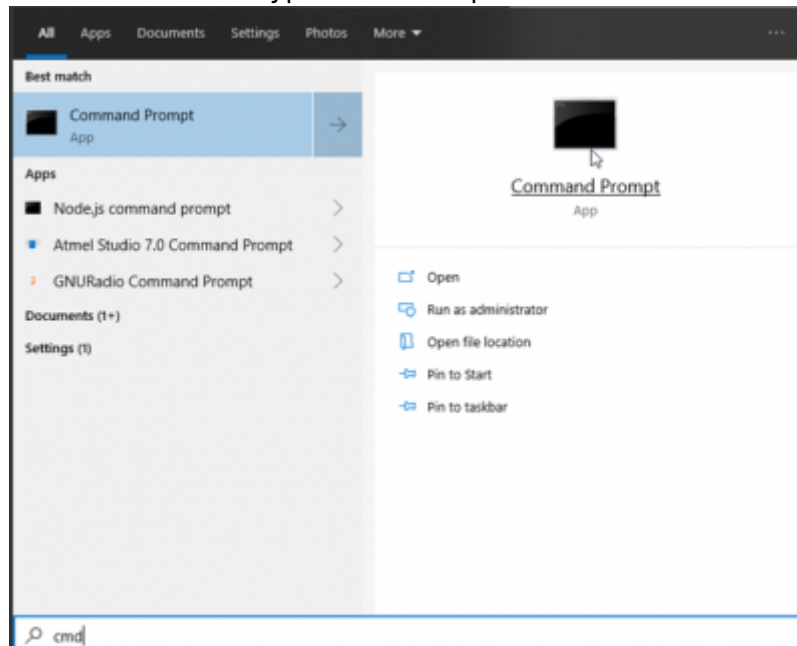 All Apps Documents Settings Photos More
Best match
Command Prompt
App
Apps
Node.js command prompt
Atmel Studio 7.0 Command Prompt
GNURadio Command Prompt
Documents (1+)
Settings (1)
Command Prompt
App
Open
Run as administrator
Open file location
Pin to Start
Pin to taskbar
cmd